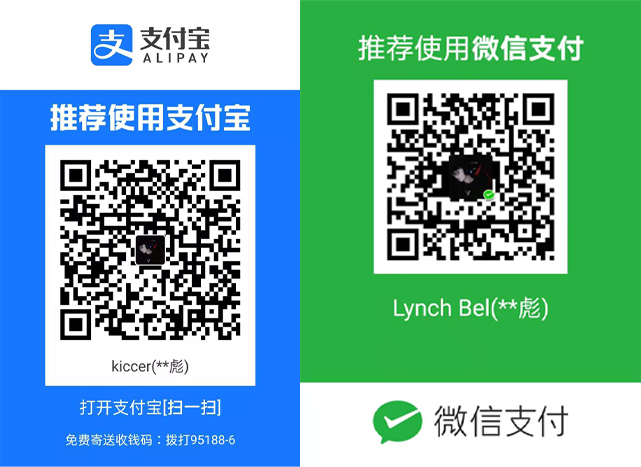 支付宝
ALIPAY
推荐使用支付宝
kiccer(**彪)
打开支付宝[扫一扫]
免费寄送收钱码：拨打95188-6
推荐使用微信支付
Lynch Bel(**彪)
微信支付